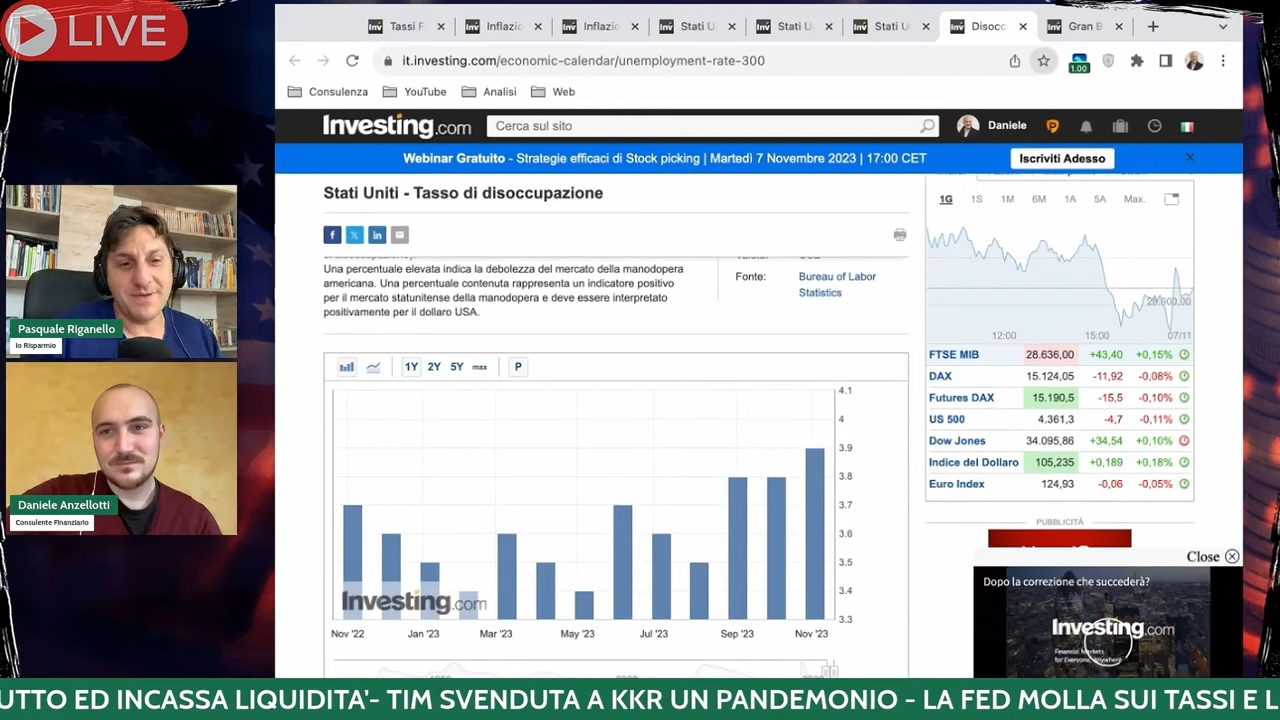 LIVE
Tassi F
Inflazio
Inflazio
Stati U
Stati U
Stati U
Disocc
Gran B
it.investing.com/economic-calendar/unemployment-rate-300
1.00
Consulenza
YouTube
Analisi
Web
Investing.com
Cerca sul sito
Daniele
Webinar Gratuito - Strategie efficaci di Stock picking | Martedì 7 Novembre 2023 | 17:00 CET
Iscriviti Adesso
Stati Uniti - Tasso di disoccupazione
Una percentuale elevata indica la debolezza del mercato della manodopera
americana. Una percentuale contenuta rappresenta un indicatore positivo
per il mercato statunitense della manodopera e deve essere interpretato
positivamente per il dollaro USA.
Fonte:
Bureau of Labor
Statistics
1Y 2Y 5Y max P
4.1
4
3.9
3.8
3.7
3.6
3.5
3.4
3.3
Investing.com
Nov '22 Jan '23 Mar '23 May '23 Jul '23 Sep '23 Nov '23
1G 1S 1M 6M 1A 5A Max.
28.600,00
12:00 15:00 07/11
FTSE MIB 28.636,00 +43,40 +0,15%
DAX 15.124,05 -11,92 -0,08%
Futures DAX 15.190,5 -15,5 -0,10%
US 500 4.361,3 -4,7 -0,11%
Dow Jones 34.095,86 +34,54 +0,10%
Indice del Dollaro 105,235 +0,189 +0,18%
Euro Index 124,93 -0,06 -0,05%
PUBBLICITÀ
Close
Dopo la correzione che succederà?
Investing.com
Financial Markets
for Everyone, Anywhere
Pasquale Riganello
Io Risparmio
Daniele Anzellotti
Consulente Finanziario
UTTO ED INCASSA LIQUIDITA'- TIM SVENDUTA A KKR UN PANDEMONIO - LA FED MOLLA SUI TASSI E L